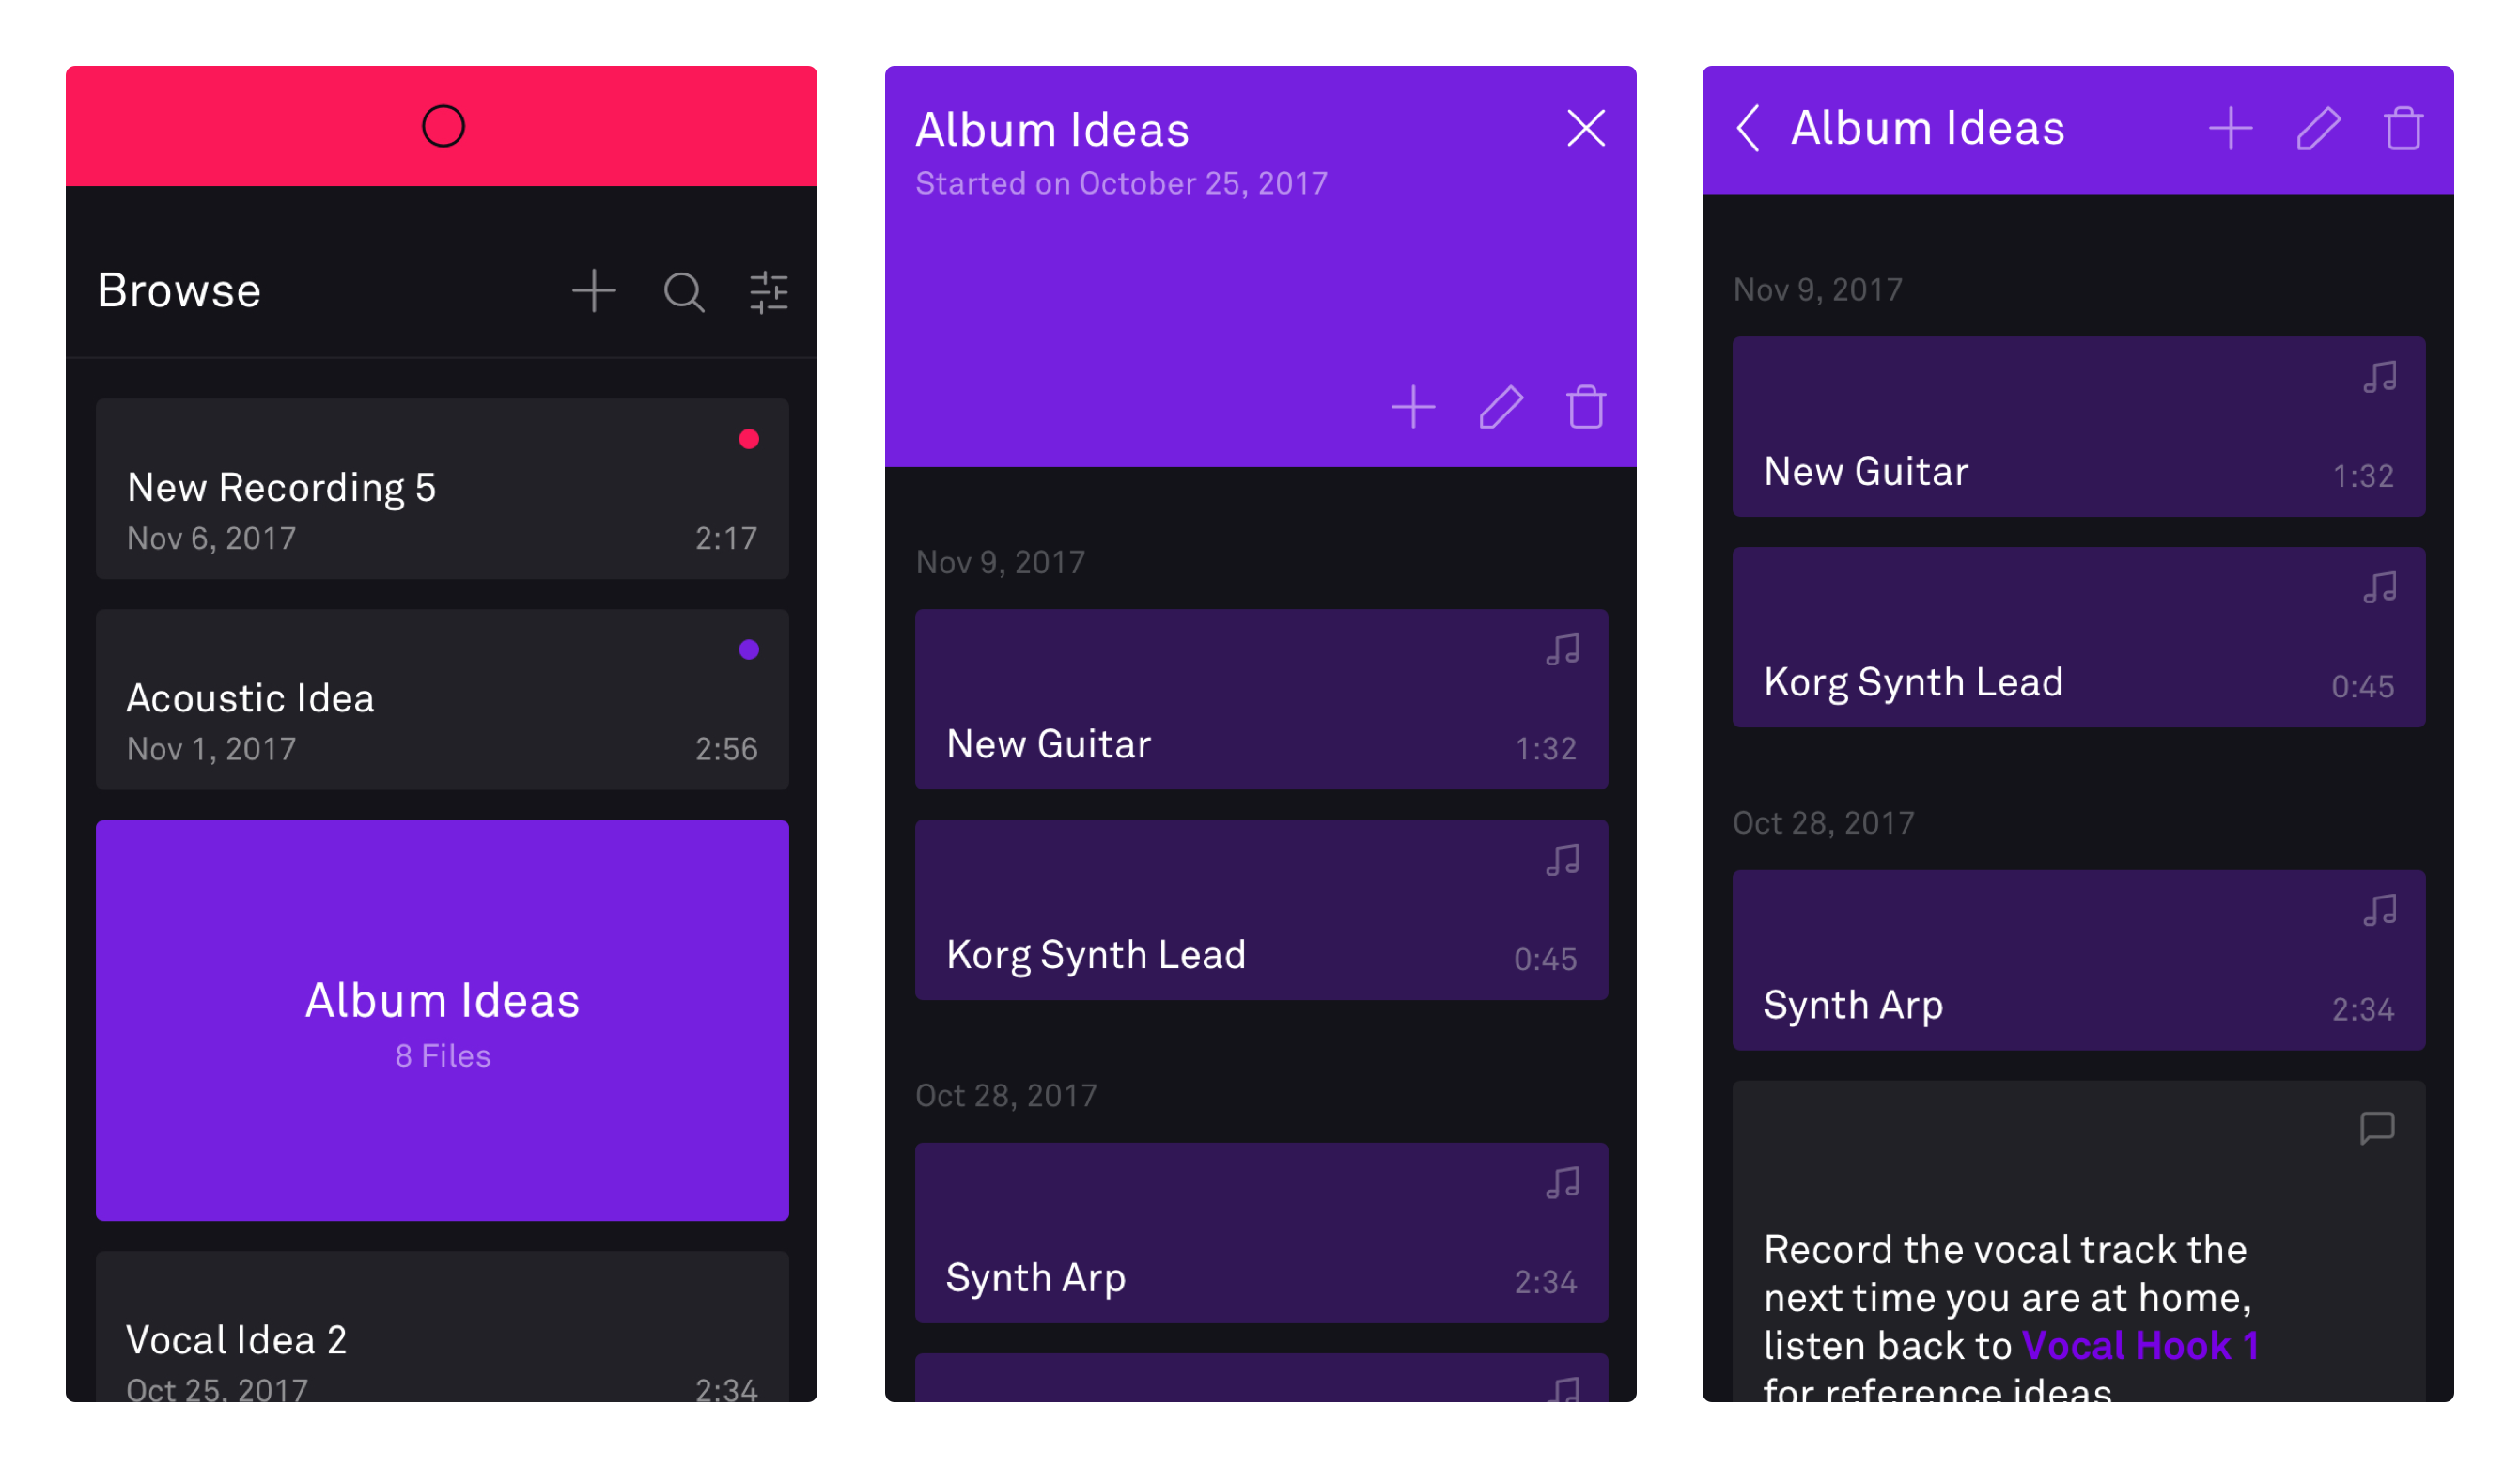 Browse
New Recording 5
Nov 6, 2017 2:17
Acoustic Idea
Nov 1, 2017 2:56
Album Ideas
8 Files
Vocal Idea 2
Oct 25, 2017 2:34
Album Ideas
Started on October 25, 2017
Nov 9, 2017
New Guitar 1:32
Korg Synth Lead 0:45
Oct 28, 2017
Synth Arp 2:34
Album Ideas
Nov 9, 2017
New Guitar 1:32
Korg Synth Lead 0:45
Oct 28, 2017
Synth Arp 2:34
Record the vocal track the
next time you are at home,
listen back to Vocal Hook 1
for reference ideas